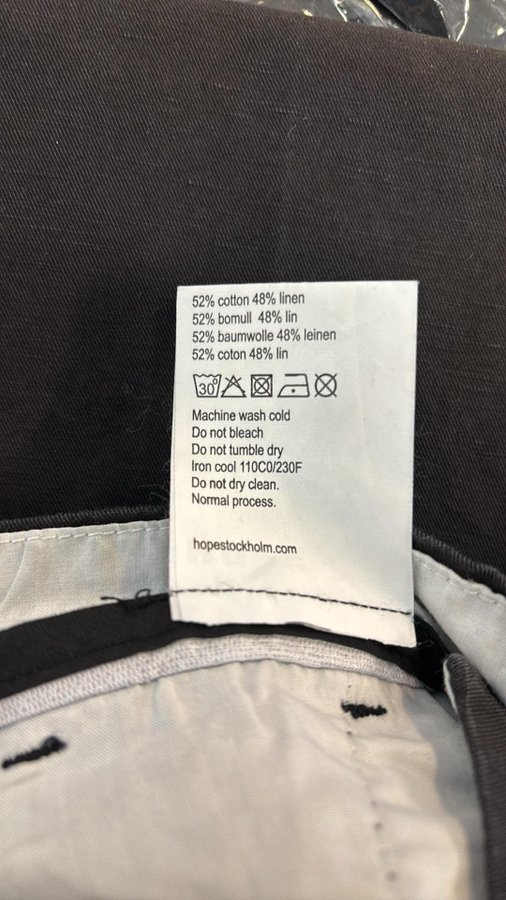 52% cotton 48% linen
52% bomull 48% lin
52% baumwolle 48% leinen
52% coton 48% lin
30°
Machine wash cold
Do not bleach
Do not tumble dry
Iron cool 110C0/230F
Do not dry clean.
Normal process.
hopestockholm.com